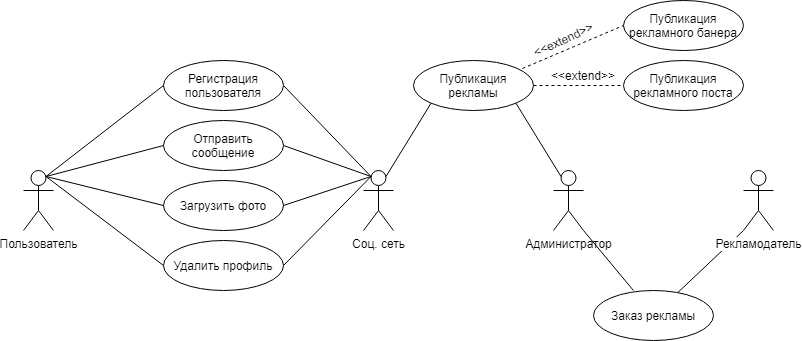 Публикация
рекламного банера
<<extend>>
Регистрация
пользователя
Публикация
рекламы
<<extend>>
Публикация
рекламного поста
Отправить
сообщение
Загрузить фото
Пользователь
Соц. сеть
Администратор
Рекламодатель
Удалить профиль
Заказ рекламы